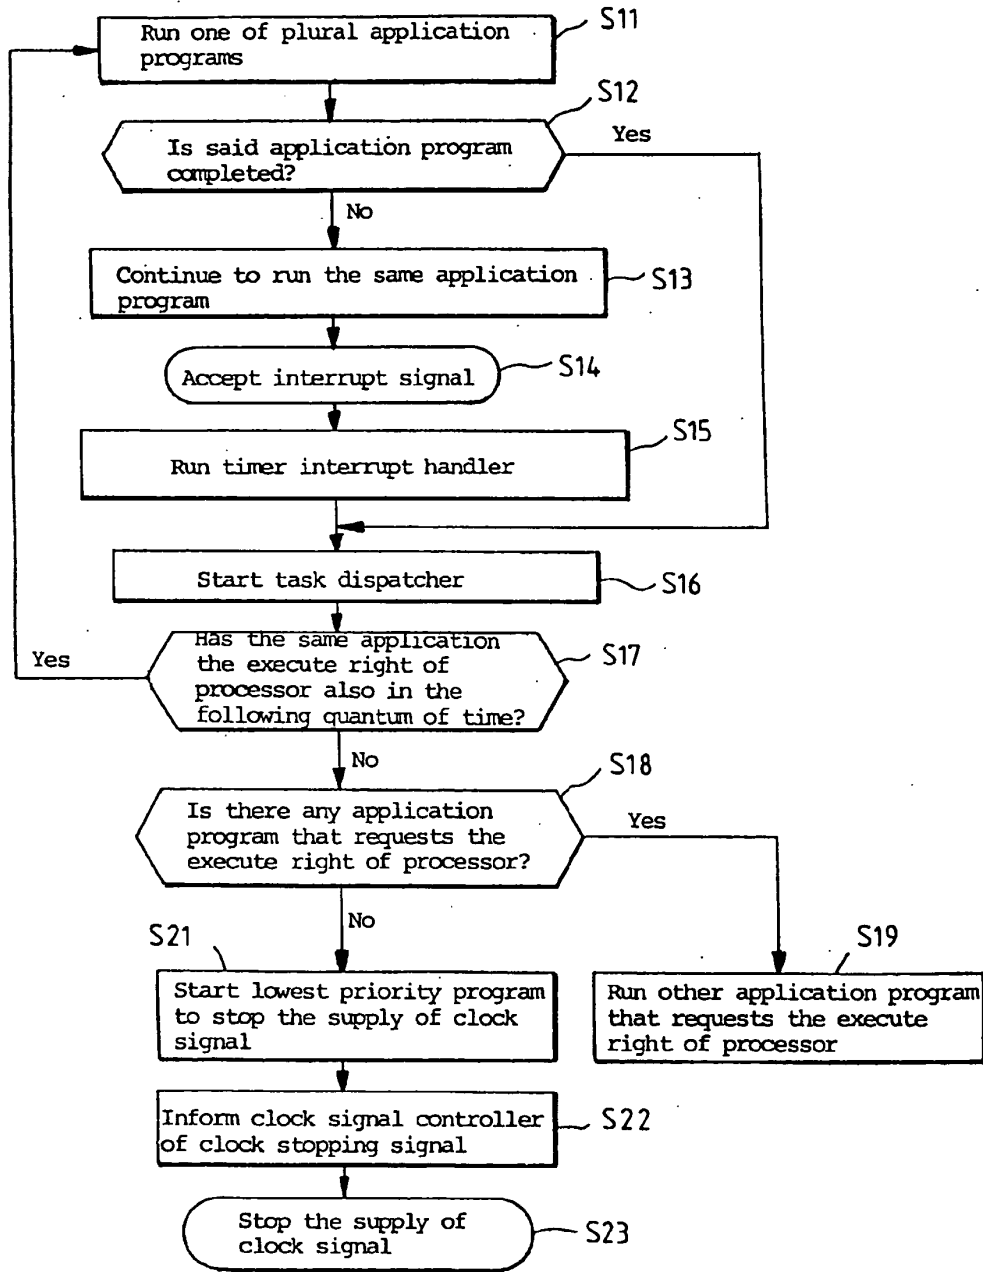 S11
Run one of plural application
programs
S12
Is said application program
completed?
Yes
No
Continue to run the same application
program
S13
Accept interrupt signal
S14
Run timer interrupt handler
S15
Start task dispatcher
S16
Has the same application
the execute right of
processor also in the
following quantum of time?
S17
Yes
No
S18
Is there any application
program that requests the
execute right of processor?
Yes
No
S21
Start lowest priority program
to stop the supply of clock
signal
S19
Run other application program
that requests the execute
right of processor
Inform clock signal controller
of clock stopping signal
S22
Stop the supply of
clock signal
S23